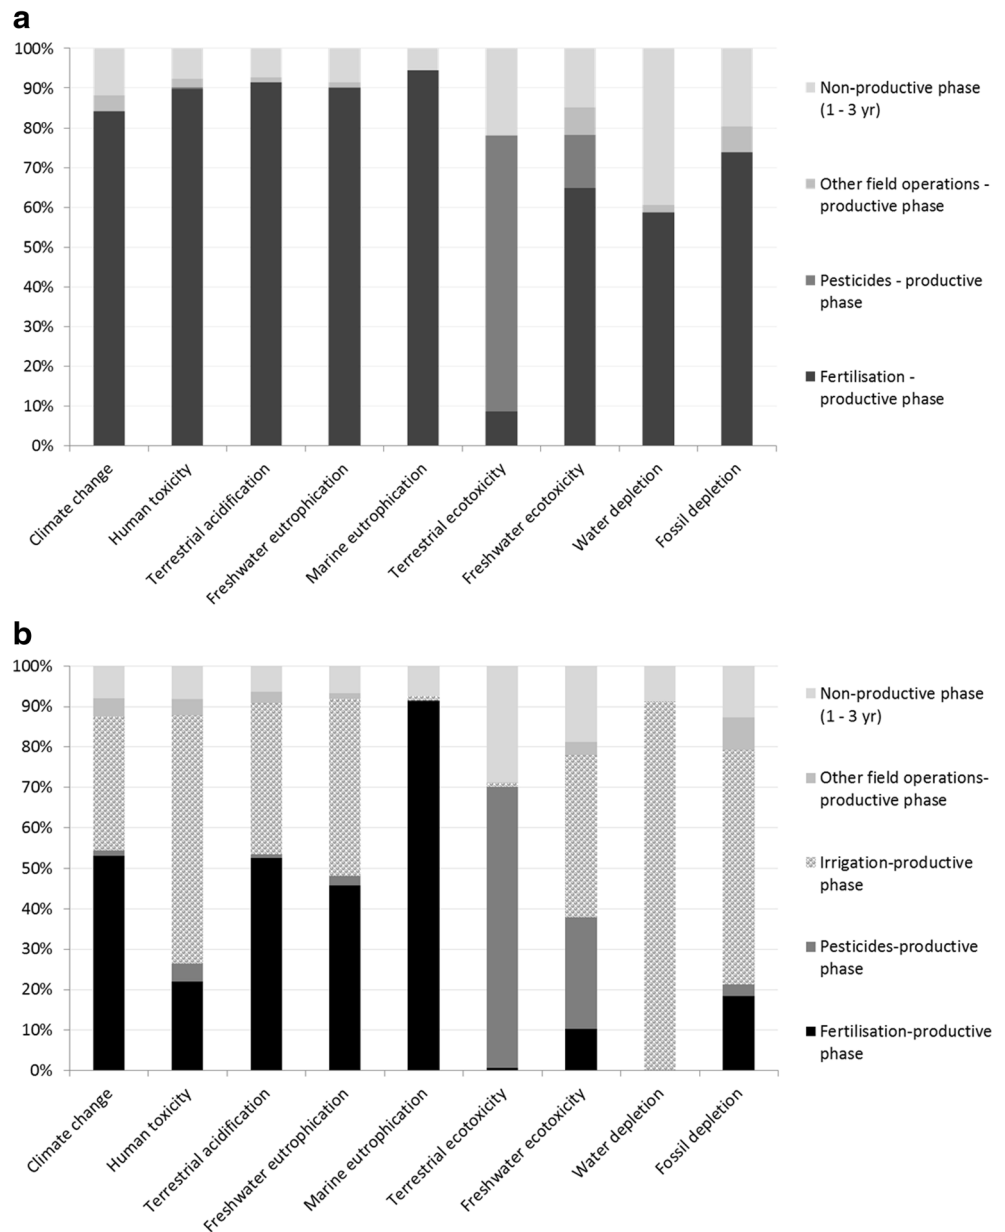 a
100%
90%
80%
70%
60%
50%
40%
30%
20%
10%
0%
Climate change
Human toxicity
Terrestrial acidification
Freshwater eutrophication
Marine eutrophication
Terrestrial ecotoxicity
Freshwater ecotoxicity
Water depletion
Fossil depletion
Non-productive phase
(1 - 3 yr)
Other field operations -
productive phase
Pesticides - productive
phase
Fertilisation -
productive phase
b
100%
90%
80%
70%
60%
50%
40%
30%
20%
10%
0%
Climate change
Human toxicity
Terrestrial acidification
Freshwater eutrophication
Marine eutrophication
Terrestrial ecotoxicity
Freshwater ecotoxicity
Water depletion
Fossil depletion
Non-productive phase
(1 - 3 yr)
Other field operations-
productive phase
Irrigation-productive
phase
Pesticides-productive
phase
Fertilisation-productive
phase